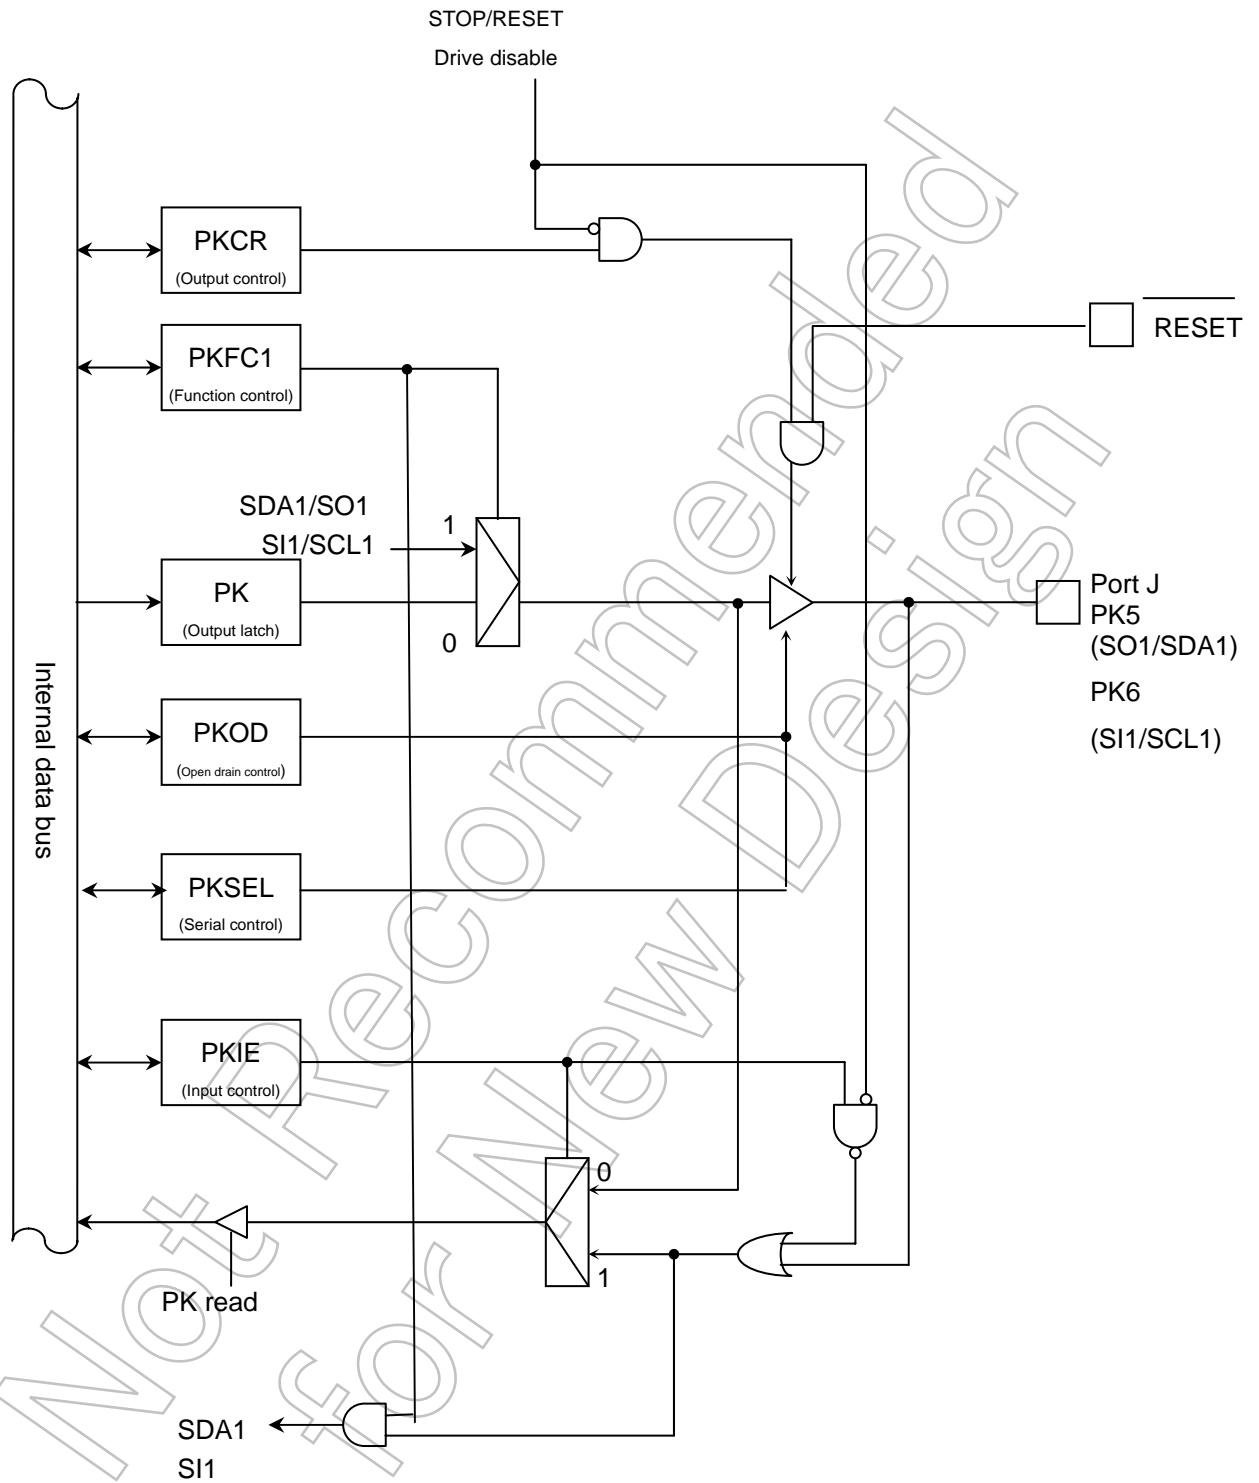 STOP/RESET
Drive disable
PKCR
(Output control)
RESET
PKFC1
(Function control)
SDA1/SO1
1
SI1/SCL1
PK
(Output latch)
0
Port J
PK5
(SO1/SDA1)
PK6
(SI1/SCL1)
Internal data bus
PKOD
(Open drain control)
PKSEL
(Serial control)
PKIE
(Input control)
0
1
PK read
SDA1
SI1
Not Recommended
for New Design